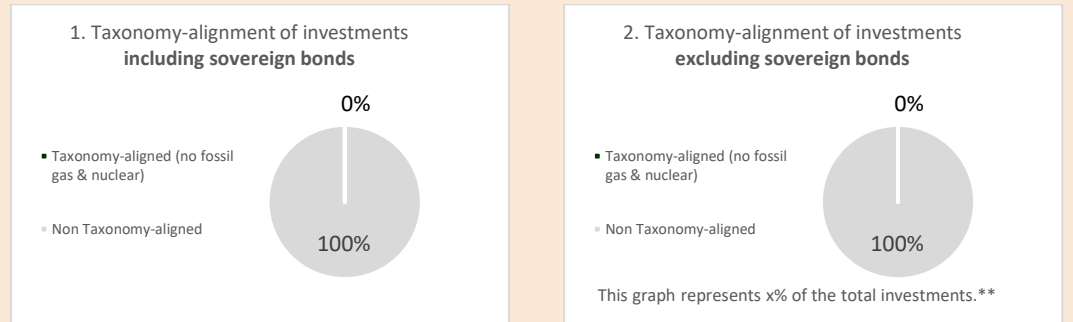 1. Taxonomy-alignment of investments
including sovereign bonds
0%
Taxonomy-aligned (no fossil
gas & nuclear)
Non Taxonomy-aligned
100%
2. Taxonomy-alignment of investments
excluding sovereign bonds
0%
Taxonomy-aligned (no fossil
gas & nuclear)
Non Taxonomy-aligned
100%
This graph represents x% of the total investments.**